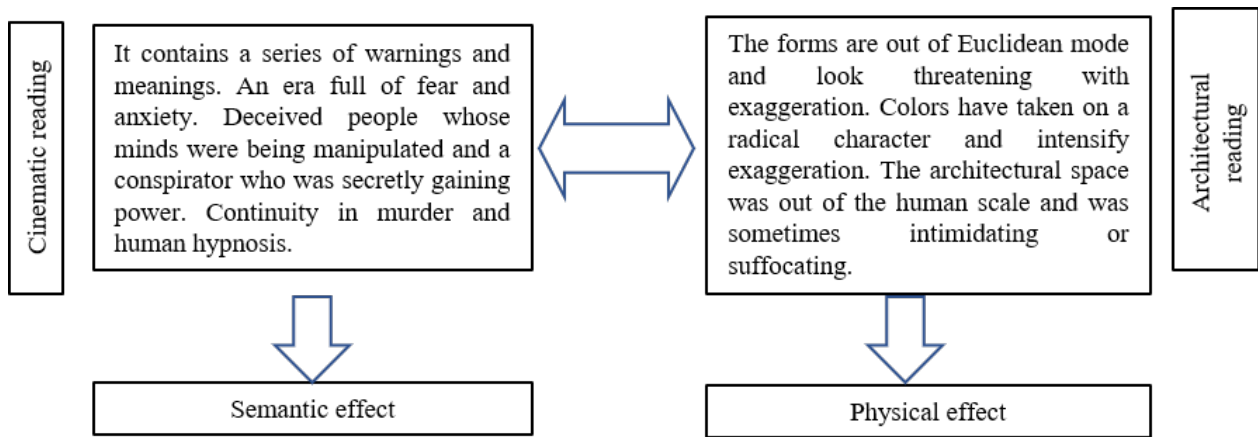 Cinematic reading
It contains a series of warnings and
meanings. An era full of fear and
anxiety. Deceived people whose
minds were being manipulated and a
conspirator who was secretly gaining
power. Continuity in murder and
human hypnosis.
The forms are out of Euclidean mode
and look threatening with
exaggeration. Colors have taken on a
radical character and intensify
exaggeration. The architectural space
was out of the human scale and was
sometimes intimidating or
suffocating.
Architectural
reading
Semantic effect
Physical effect